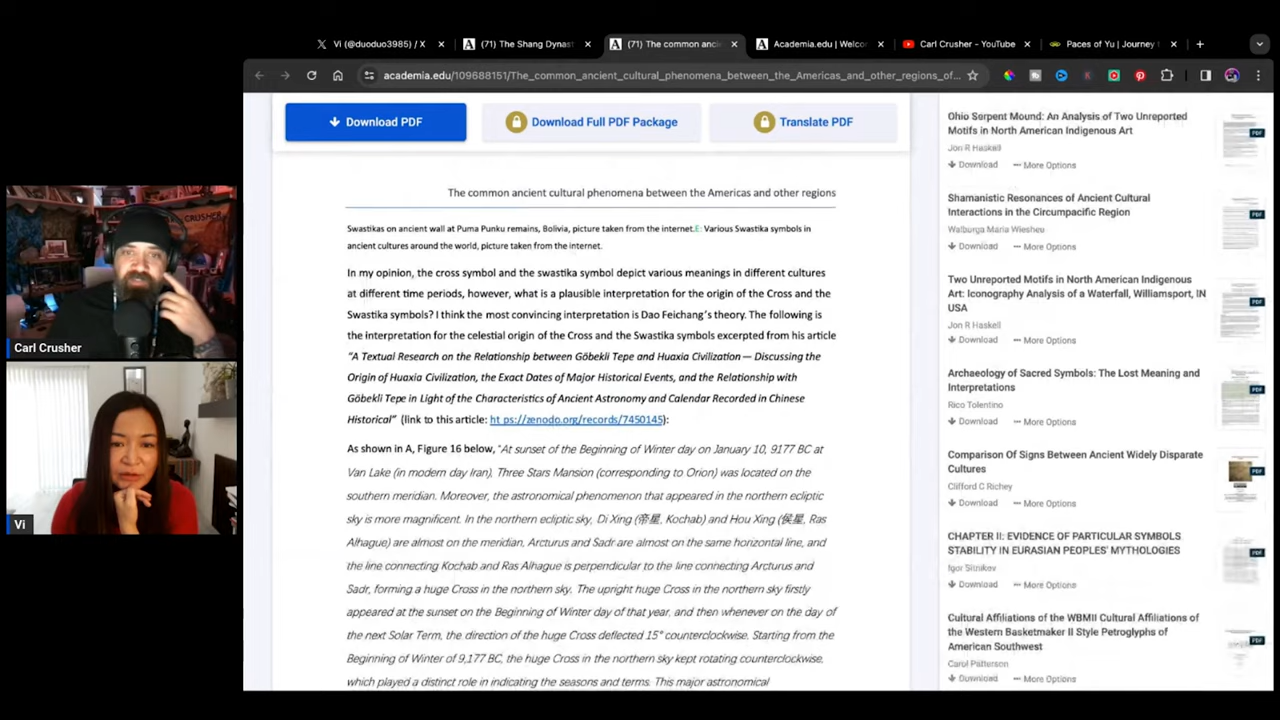 Vi (@duoduo3985) / X
(71) The Shang Dynast
(71) The common anci
Academia.edu | Welco
Carl Crusher - YouTube
Paces of Yu | Journey t
academia.edu/109688151/The_common_ancient_cultural_phenomena_between_the_Americas_and_other_regions_of...
Download PDF
Download Full PDF Package
Translate PDF
The common ancient cultural phenomena between the Americas and other regions
Swastikas on ancient wall at Puma Punku remains, Bolivia, picture taken from the internet.E: Various Swastika symbols in
ancient cultures around the world, picture taken from the internet.
In my opinion, the cross symbol and the swastika symbol depict various meanings in different cultures
at different time periods, however, what is a plausible interpretation for the origin of the Cross and the
Swastika symbols? I think the most convincing interpretation is Dao Feichang's theory. The following is
the interpretation for the celestial origin of the Cross and the Swastika symbols excerpted from his article
"A Textual Research on the Relationship between Göbekli Tepe and Huaxia Civilization — Discussing the
Origin of Huaxia Civilization, the Exact Dates of Major Historical Events, and the Relationship with
Göbekli Tepe in Light of the Characteristics of Ancient Astronomy and Calendar Recorded in Chinese
Historical" (link to this article: ht ps://zenodo.org/records/7450145):
As shown in A, Figure 16 below, "At sunset of the Beginning of Winter day on January 10, 9177 BC at
Van Lake (in modern day Iran). Three Stars Mansion (corresponding to Orion) was located on the
southern meridian. Moreover, the astronomical phenomenon that appeared in the northern ecliptic
sky is more magnificent. In the northern ecliptic sky, Di Xing (帝星, Kochab) and Hou Xing (侯星, Ras
Alhague) are almost on the meridian, Arcturus and Sadr are almost on the same horizontal line, and
the line connecting Kochab and Ras Alhague is perpendicular to the line connecting Arcturus and
Sadr, forming a huge Cross in the northern sky. The upright huge Cross in the northern sky firstly
appeared at the sunset on the Beginning of Winter day of that year, and then whenever on the day of
the next Solar Term, the direction of the huge Cross deflected 15° counterclockwise. Starting from the
Beginning of Winter of 9,177 BC, the huge Cross in the northern sky kept rotating counterclockwise,
which played a distinct role in indicating the seasons and terms. This major astronomical
Ohio Serpent Mound: An Analysis of Two Unreported
Motifs in North American Indigenous Art
Jon R Haskell
Download
More Options
PDF
Shamanistic Resonances of Ancient Cultural
Interactions in the Circumpacific Region
Walburga Maria Wiesheu
Download
More Options
PDF
Two Unreported Motifs in North American Indigenous
Art: Iconography Analysis of a Waterfall, Williamsport, IN
USA
Jon R Haskell
Download
More Options
PDF
Archaeology of Sacred Symbols: The Lost Meaning and
Interpretations
Rico Tolentino
Download
More Options
PDF
Comparison Of Signs Between Ancient Widely Disparate
Cultures
Clifford C Richey
Download
More Options
PDF
CHAPTER II: EVIDENCE OF PARTICULAR SYMBOLS
STABILITY IN EURASIAN PEOPLES' MYTHOLOGIES
Igor Sitnikov
Download
More Options
PDF
Cultural Affiliations of the WBMII Cultural Affiliations of
the Western Basketmaker II Style Petroglyphs of
American Southwest
Carol Patterson
Download
More Options
PDF
CRUSHER
Carl Crusher
Vi